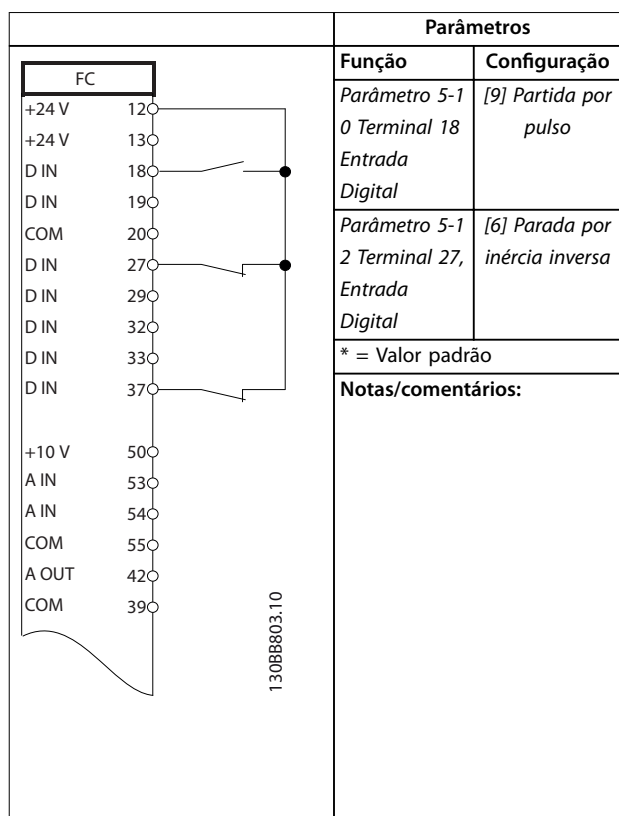 FC
+24 V 12
+24 V 13
D IN 18
D IN 19
COM 20
D IN 27
D IN 29
D IN 32
D IN 33
D IN 37
+10 V 50
A IN 53
A IN 54
COM 55
A OUT 42
COM 39
130BB803.10
Parâmetros
Função Configuração
Parâmetro 5-1 [9] Partida por
0 Terminal 18 pulso
Entrada
Digital
Parâmetro 5-1 [6] Parada por
2 Terminal 27, inércia inversa
Entrada
Digital
* = Valor padrão
Notas/comentários: